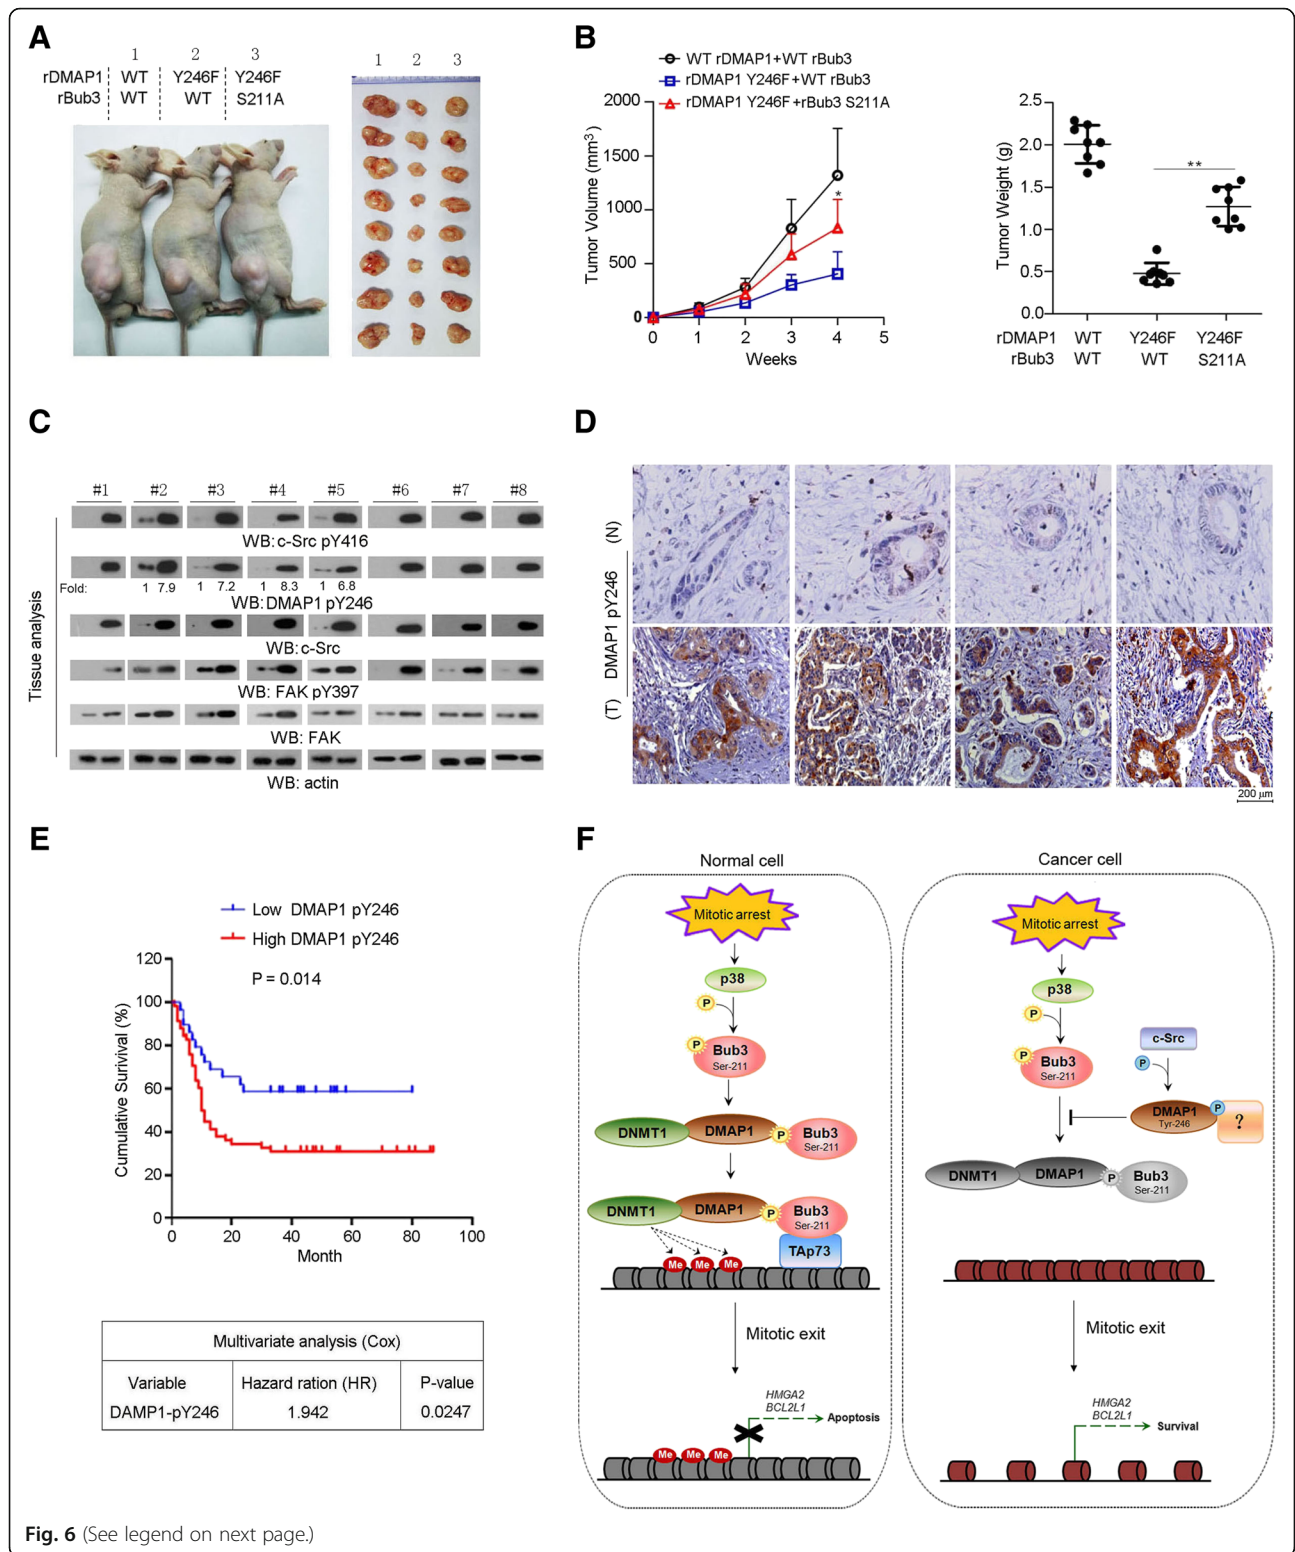 A
1 2 3
rDMAP1 WT Y246F Y246F
rBub3 WT WT S211A
1 2 3
B
WT rDMAP1+WT rBub3
rDMAP1 Y246F+WT rBub3
rDMAP1 Y246F+rBub3 S211A
Tumor Volume (mm³)
2000
1500
1000
500
0
*
0 1 2 3 4 5
Weeks
Tumor Weight (g)
2.5
2.0
1.5
1.0
0.5
0.0
**
rDMAP1 WT Y246F Y246F
rBub3 WT WT S211A
C
Tissue analysis
#1 #2 #3 #4 #5 #6 #7 #8
WB: c-Src pY416
Fold: 1 7.9 1 7.2 1 8.3 1 6.8
WB: DMAP1 pY246
WB: c-Src
WB: FAK pY397
WB: FAK
WB: actin
D
DMAP1 pY246
(N)
(T)
200 µm
E
Low DMAP1 pY246
High DMAP1 pY246
P = 0.014
Cumulative Surivival (%)
120
100
80
60
40
20
0
0 20 40 60 80 100
Month
Multivariate analysis (Cox)
Variable Hazard ration (HR) P-value
DAMP1-pY246 1.942 0.0247
F
Normal cell
Mitotic arrest
p38
P
P
Bub3
Ser-211
DNMT1 DMAP1 P Bub3
Ser-211
DNMT1 DMAP1 P Bub3
Ser-211
TAp73
Me Me Me
Mitotic exit
HMGA2
BCL2L1
Apoptosis
Me Me Me
Cancer cell
Mitotic arrest
p38
P
P
Bub3
Ser-211
c-Src
P
DMAP1
Tyr-246
P
?
DNMT1 DMAP1 P Bub3
Ser-211
Mitotic exit
HMGA2
BCL2L1
Survival
Fig. 6 (See legend on next page.)